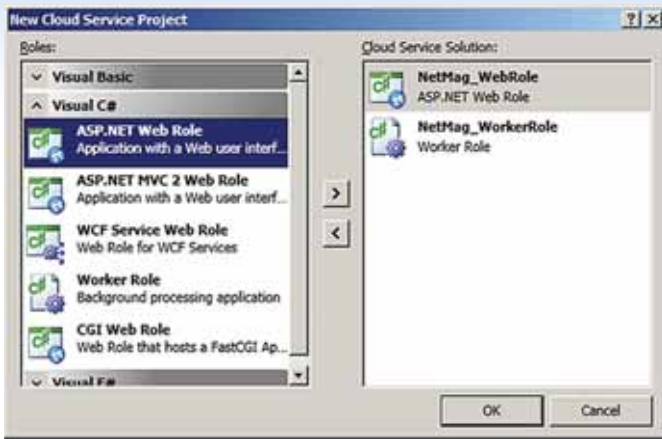 New Cloud Service Project
Roles:
Visual Basic
Visual C#
ASP.NET Web Role
Application with a Web user interf...
ASP.NET MVC 2 Web Role
Application with a Web user interf...
WCF Service Web Role
Web Role for WCF Services
Worker Role
Background processing application
CGI Web Role
Web Role that hosts a FastCGI Ap...
Visual F#
>
<
Cloud Service Solution:
NetMag_WebRole
ASP.NET Web Role
NetMag_WorkerRole
Worker Role
OK
Cancel